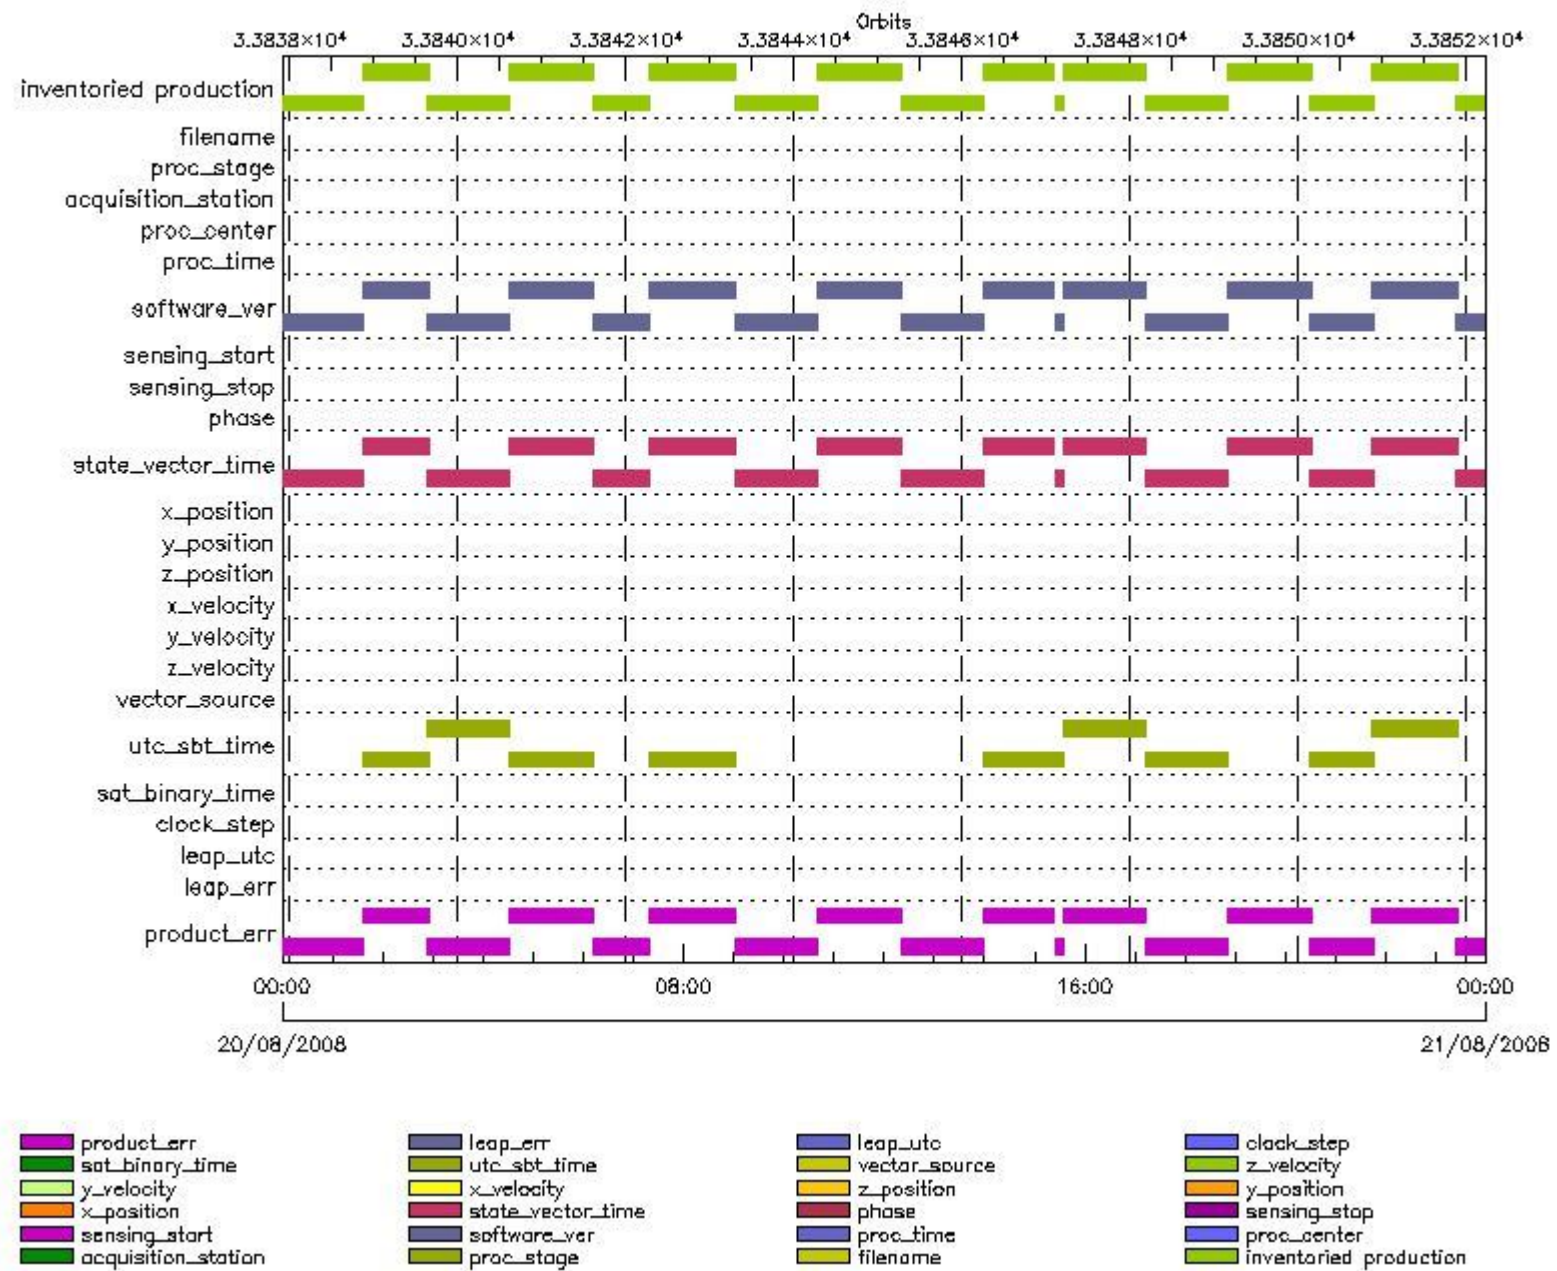 Orbits
3.3838×10⁴ 3.3840×10⁴ 3.3842×10⁴ 3.3844×10⁴ 3.3846×10⁴ 3.3848×10⁴ 3.3850×10⁴ 3.3852×10⁴
inventoried production
filename
proc_stage
acquisition_station
proc_center
proc_time
software_ver
sensing_start
sensing_stop
phase
state_vector_time
x_position
y_position
z_position
x_velocity
y_velocity
z_velocity
vector_source
utc_sbt_time
sat_binary_time
clock_step
leap_utc
leap_err
product_err
00:00 08:00 16:00 00:00
20/08/2008 21/08/2008
product_err leap_err leap_utc clock_step
sat_binary_time utc_sbt_time vector_source z_velocity
y_velocity x_velocity z_position y_position
x_position state_vector_time phase sensing_stop
sensing_start software_ver proc_time proc_center
acquisition_station proc_stage filename inventoried production